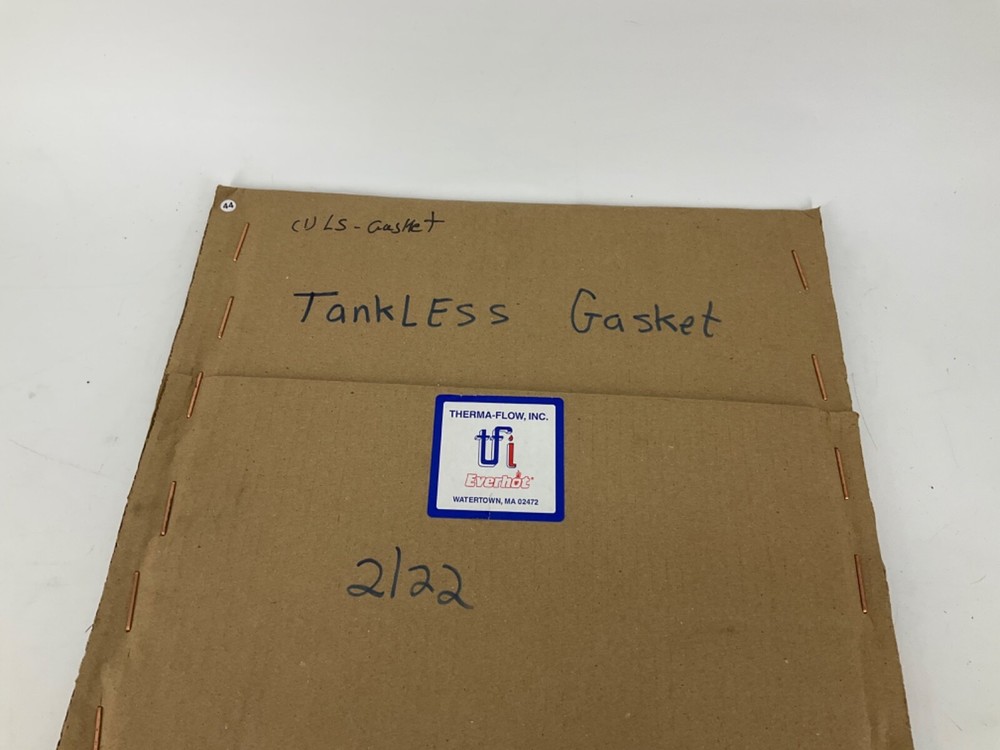 44
CULS-Gasket
TankLESS Gasket
THERMA-FLOW, INC.
tfi
Everhot
WATERTOWN, MA 02472
2/22